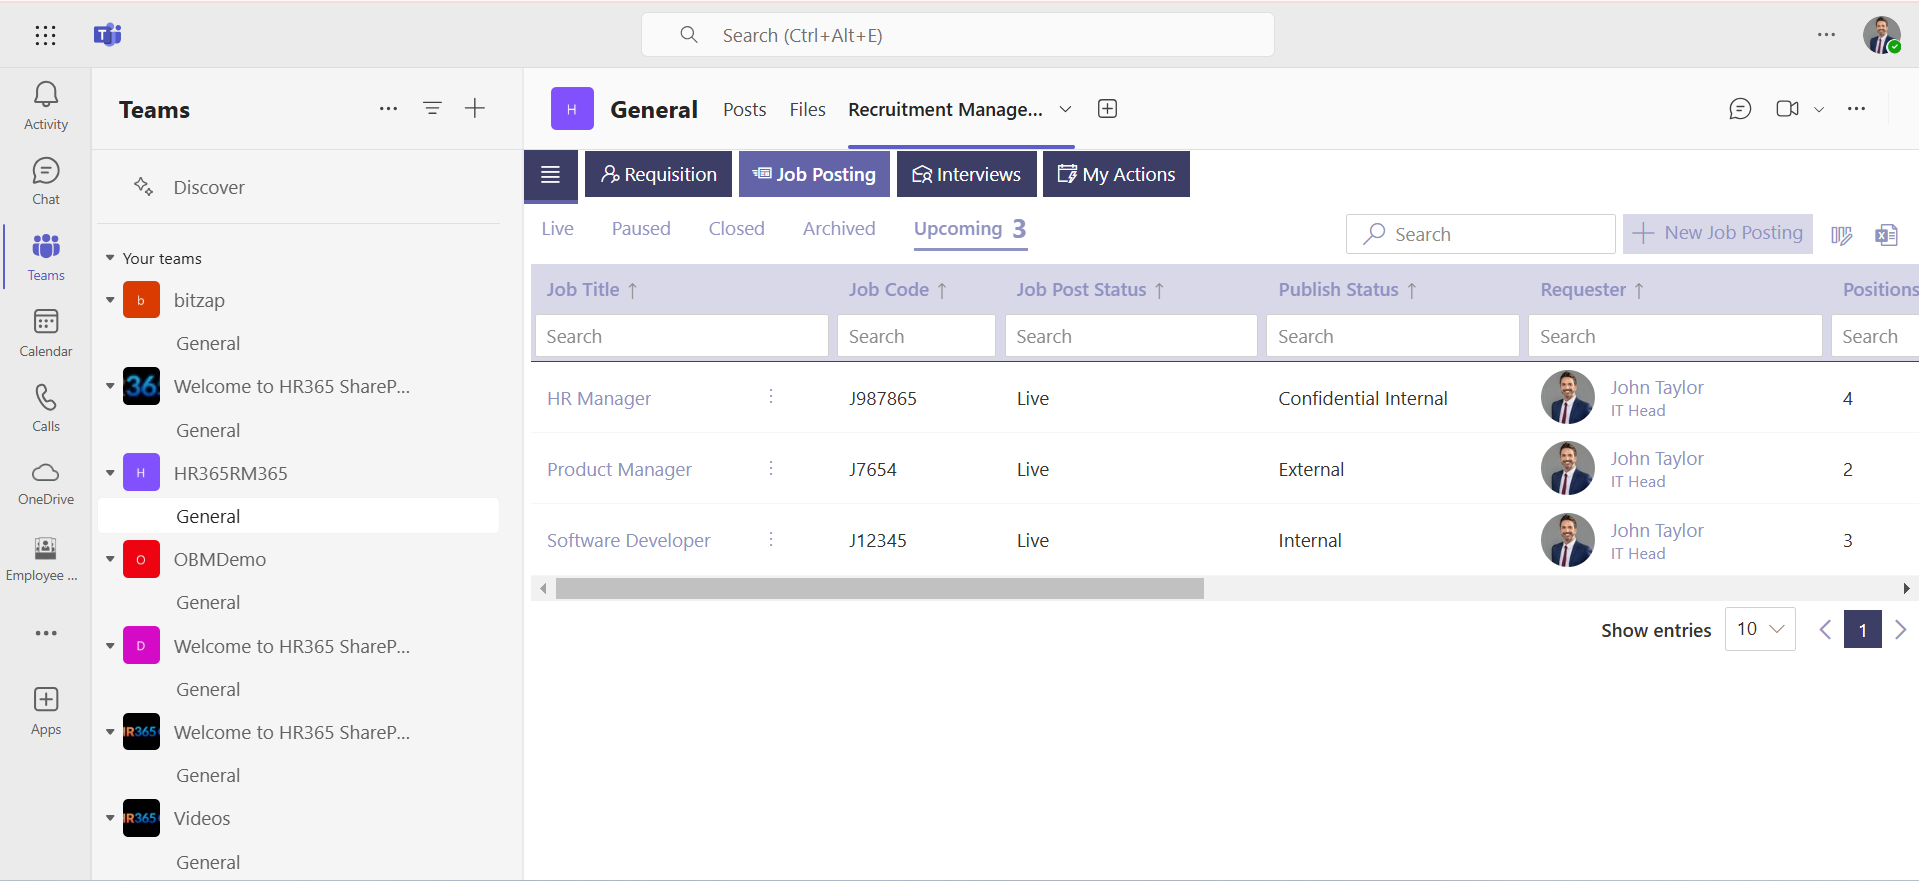 Search (Ctrl+Alt+E)
Activity
Chat
Teams
Calendar
Calls
OneDrive
Employee ...
Apps
Teams
Discover
Your teams
b bitzap
General
36 Welcome to HR365 ShareP...
General
H HR365RM365
General
O OBMDemo
General
D Welcome to HR365 ShareP...
General
HR365 Welcome to HR365 ShareP...
General
HR365 Videos
General
H General Posts Files Recruitment Manage...
Requisition Job Posting Interviews My Actions
Live Paused Closed Archived Upcoming 3 Search New Job Posting
Job Title ↑ Job Code ↑ Job Post Status ↑ Publish Status ↑ Requester ↑ Positions
Search Search Search Search Search Search
HR Manager J987865 Live Confidential Internal John Taylor 4
IT Head
Product Manager J7654 Live External John Taylor 2
IT Head
Software Developer J12345 Live Internal John Taylor 3
IT Head
Show entries 10 1